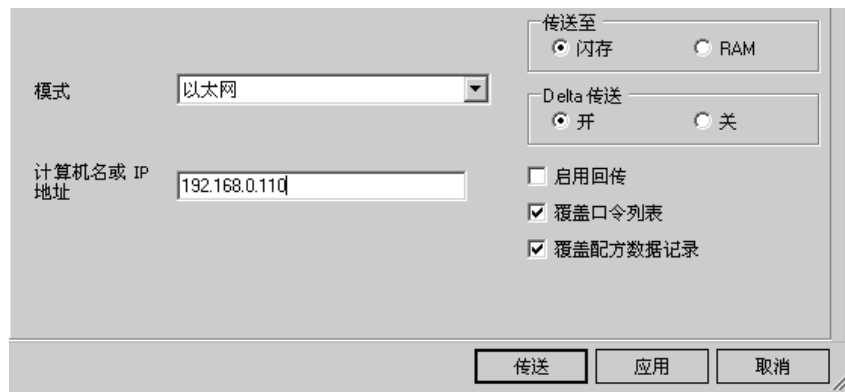 传送至
闪存
RAM
模式
以太网
Delta 传送
开
关
计算机名或 IP
地址
192.168.0.110
启用回传
覆盖口令列表
覆盖配方数据记录
传送
应用
取消